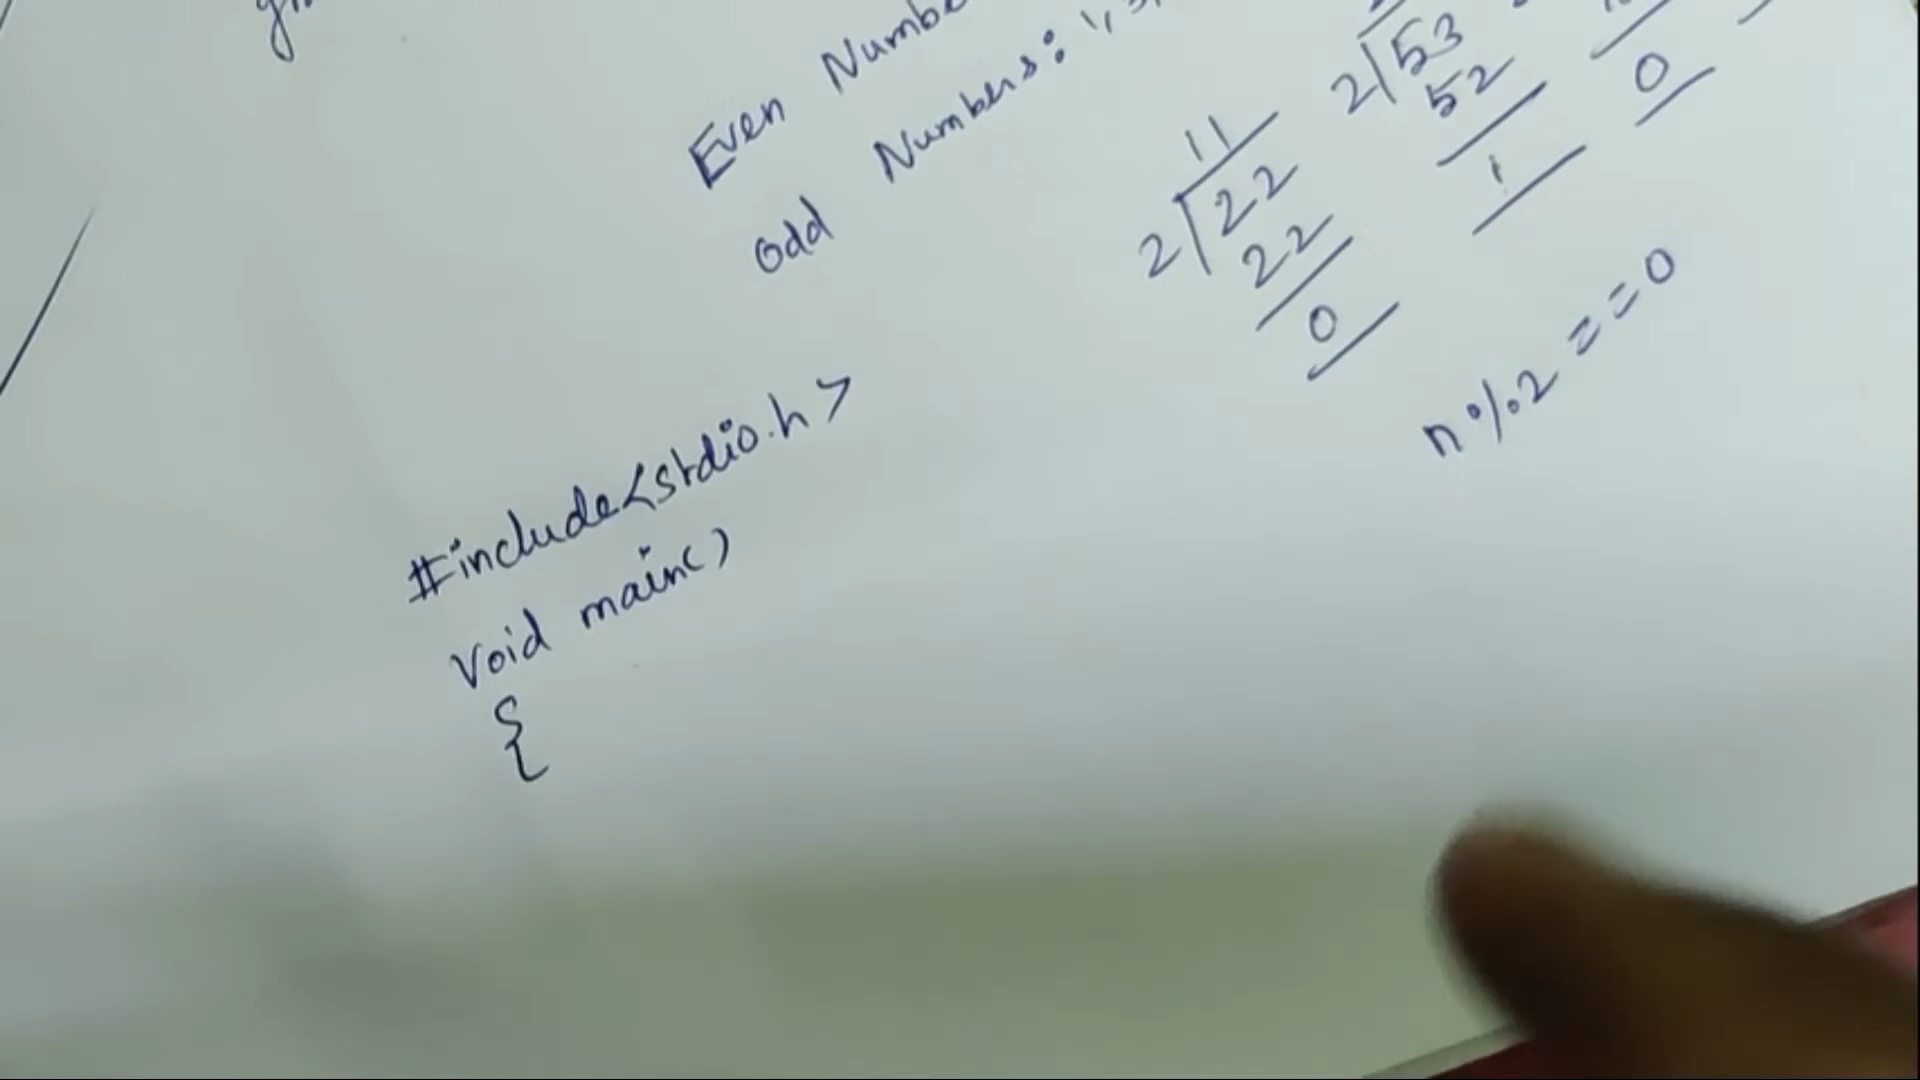 Even
Odd Numbers:
11
2)22
22
0
2)53
52
1
0
n%2==0
#include<stdio.h>
void main()
{